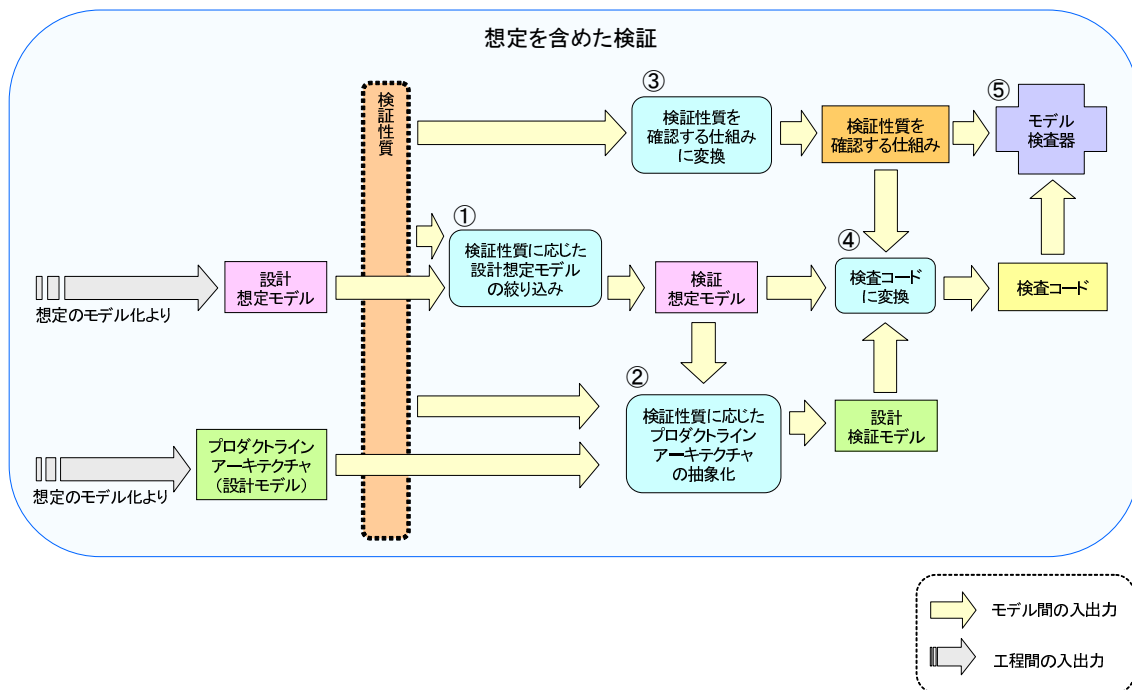 想定を含めた検証
検証性質
③
検証性質を
確認する仕組み
に変換
検証性質を
確認する仕組み
⑤
モデル
検査器
①
検証性質に応じた
設計想定モデル
の絞り込み
設計
想定モデル
想定のモデル化より
検証
想定モデル
④
検査コード
に変換
検査コード
②
検証性質に応じた
プロダクトライン
アーキテクチャ
の抽象化
設計
検証モデル
プロダクトライン
アーキテクチャ
（設計モデル）
想定のモデル化より
モデル間の入出力
工程間の入出力